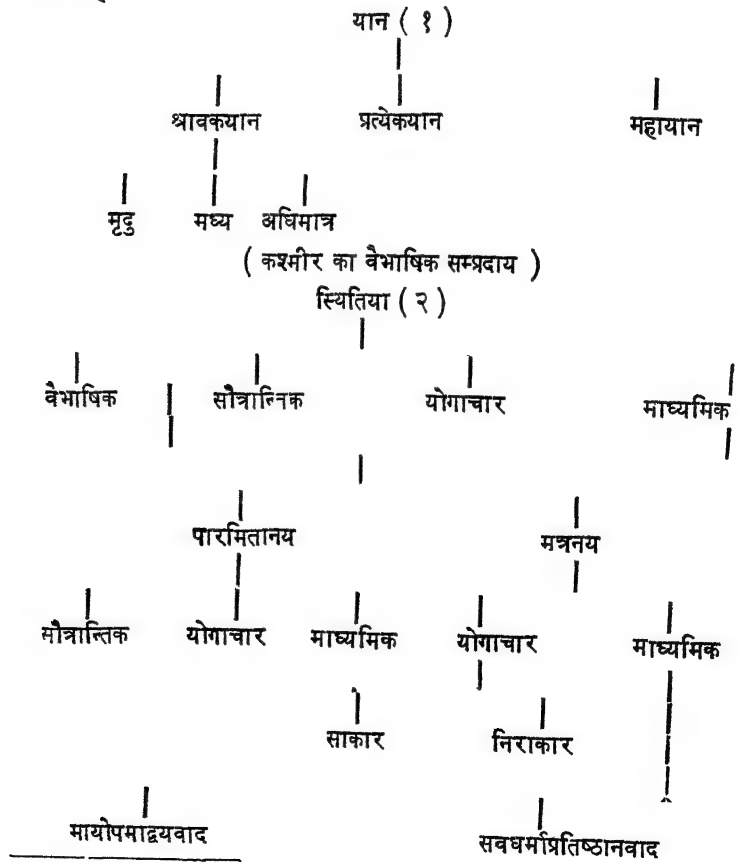 यान ( १ )
श्रावकयान प्रत्येकयान महायान
मृदु मध्य अधिमात्र
( कश्मीर का वैभाषिक सम्प्रदाय )
स्थितिया ( २ )
वैभाषिक सौत्रान्निक योगाचार माध्यमिक
पारमितानय मत्रनय
सौत्रान्तिक योगाचार माध्यमिक योगाचार माध्यमिक
साकार निराकार
मायोपमाद्वयवाद सवधर्माप्रतिष्ठानवाद